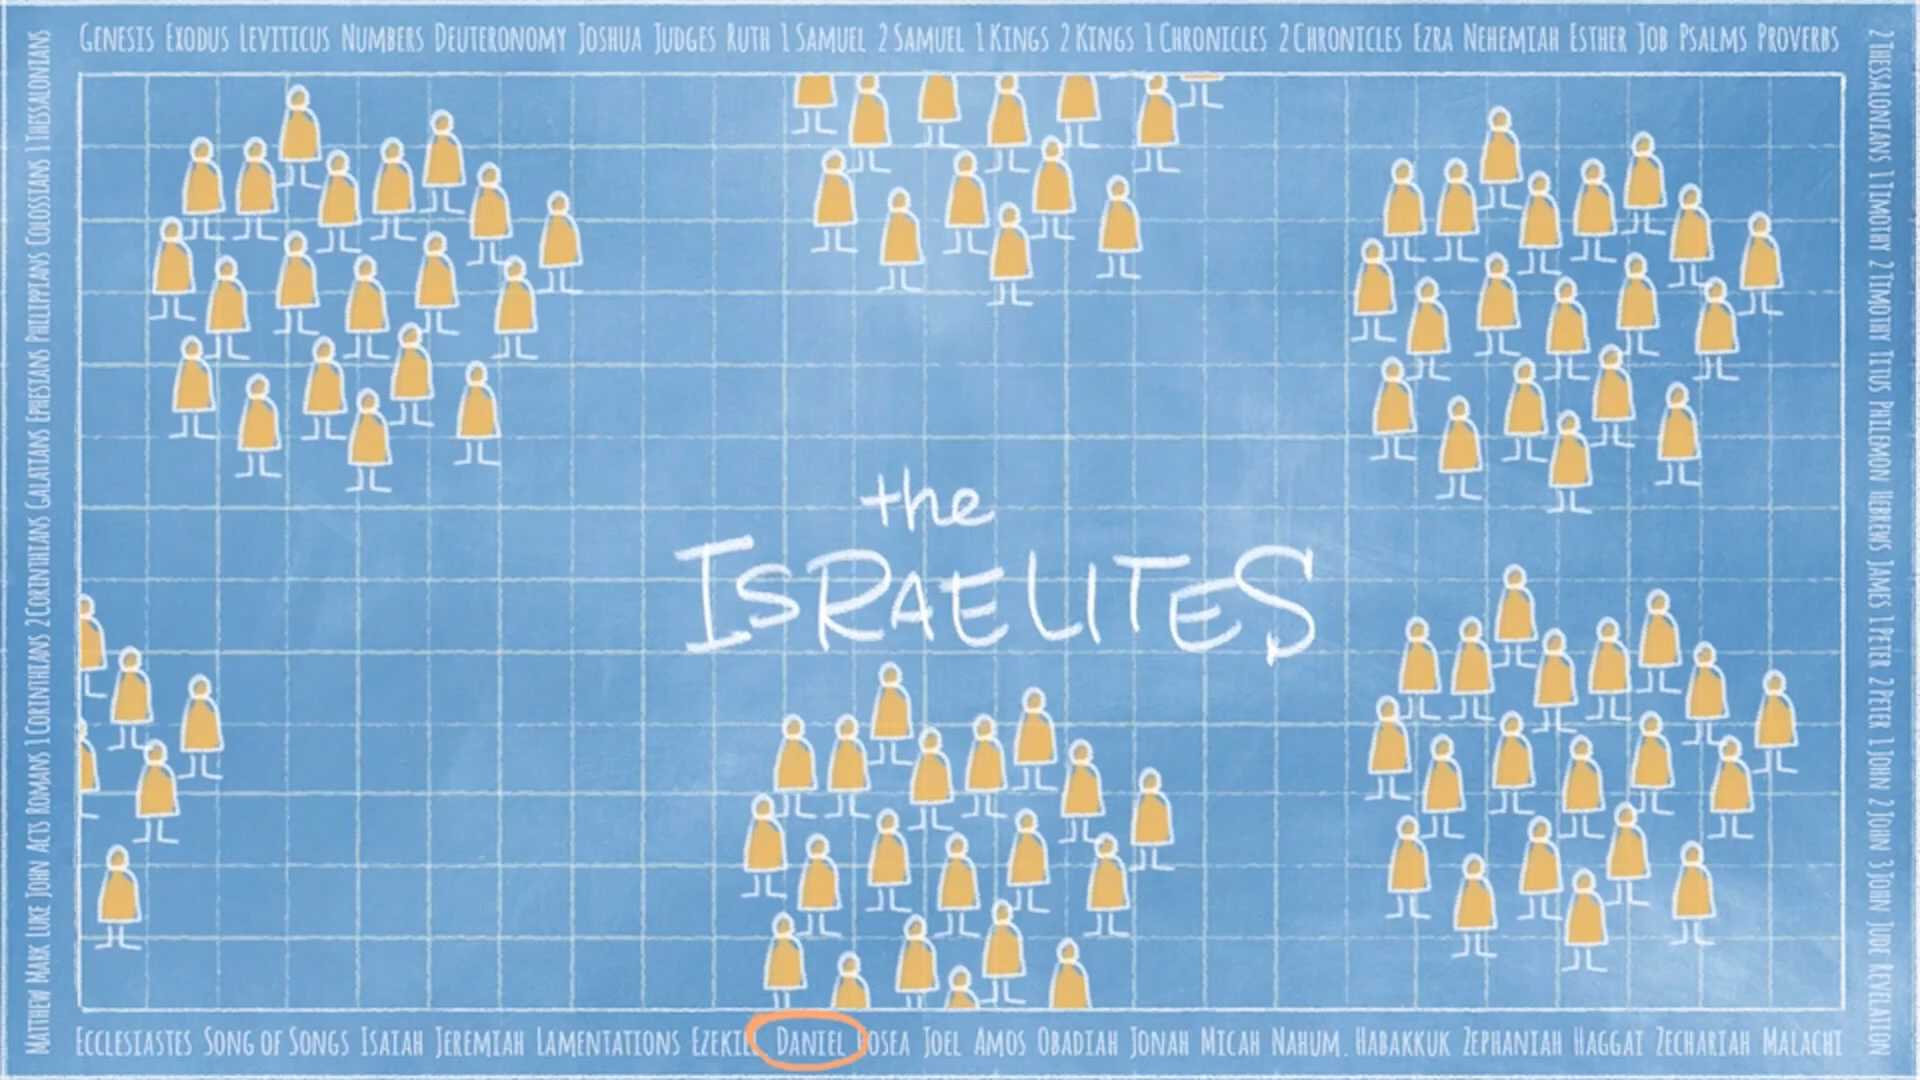 GENESIS EXODUS LEVITICUS NUMBERS DEUTERONOMY JOSHUA JUDGES RUTH 1 SAMUEL 2 SAMUEL 1 KINGS 2 KINGS 1 CHRONICLES 2 CHRONICLES EZRA NEHEMIAH ESTHER JOB PSALMS PROVERBS
the
ISRAELITES
ECCLESIASTES SONG OF SONGS ISAIAH JEREMIAH LAMENTATIONS DANIEL JOEL AMOS OBADIAH JONAH MICAH NAHUM. HABAKKUK ZEPHANIAH HAGGAI ZECHARIAH MALACHI
MATTHEW MARK LUKE JOHN ACTS ROMANS 1 CORINTHIANS 2 CORINTHIANS GALATIANS EPHESIANS PHILIPPIANS COLOSSIANS 1 THESSALONIANS
2 THESSALONIANS 1 TIMOTHY 2 TIMOTHY TITUS PHILEMON HEBREWS JAMES 1 PETER 2 PETER 1 JOHN 2 JOHN 3 JOHN JUDE REVELATION